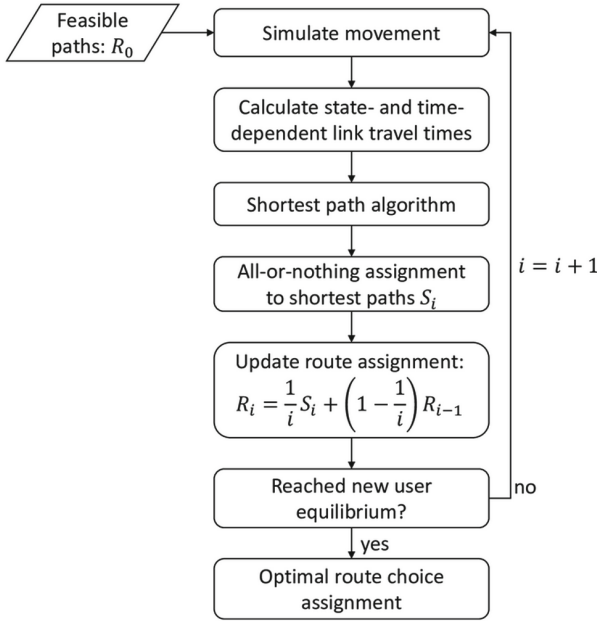 Feasible
paths: R₀
Simulate movement
Calculate state- and time-
dependent link travel times
Shortest path algorithm
All-or-nothing assignment
to shortest paths Sᵢ
i = i + 1
Update route assignment:
Rᵢ = 1/i Sᵢ + (1 − 1/i) Rᵢ₋₁
Reached new user
equilibrium?
no
yes
Optimal route choice
assignment